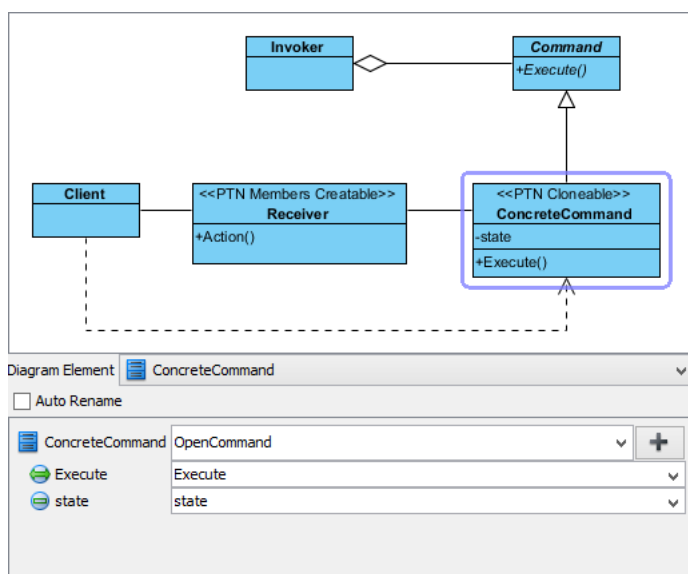 Invoker
Command
+Execute()
Client
<<PTN Members Creatable>>
Receiver
+Action()
<<PTN Cloneable>>
ConcreteCommand
-state
+Execute()
Diagram Element ConcreteCommand
Auto Rename
ConcreteCommand OpenCommand
Execute Execute
state state